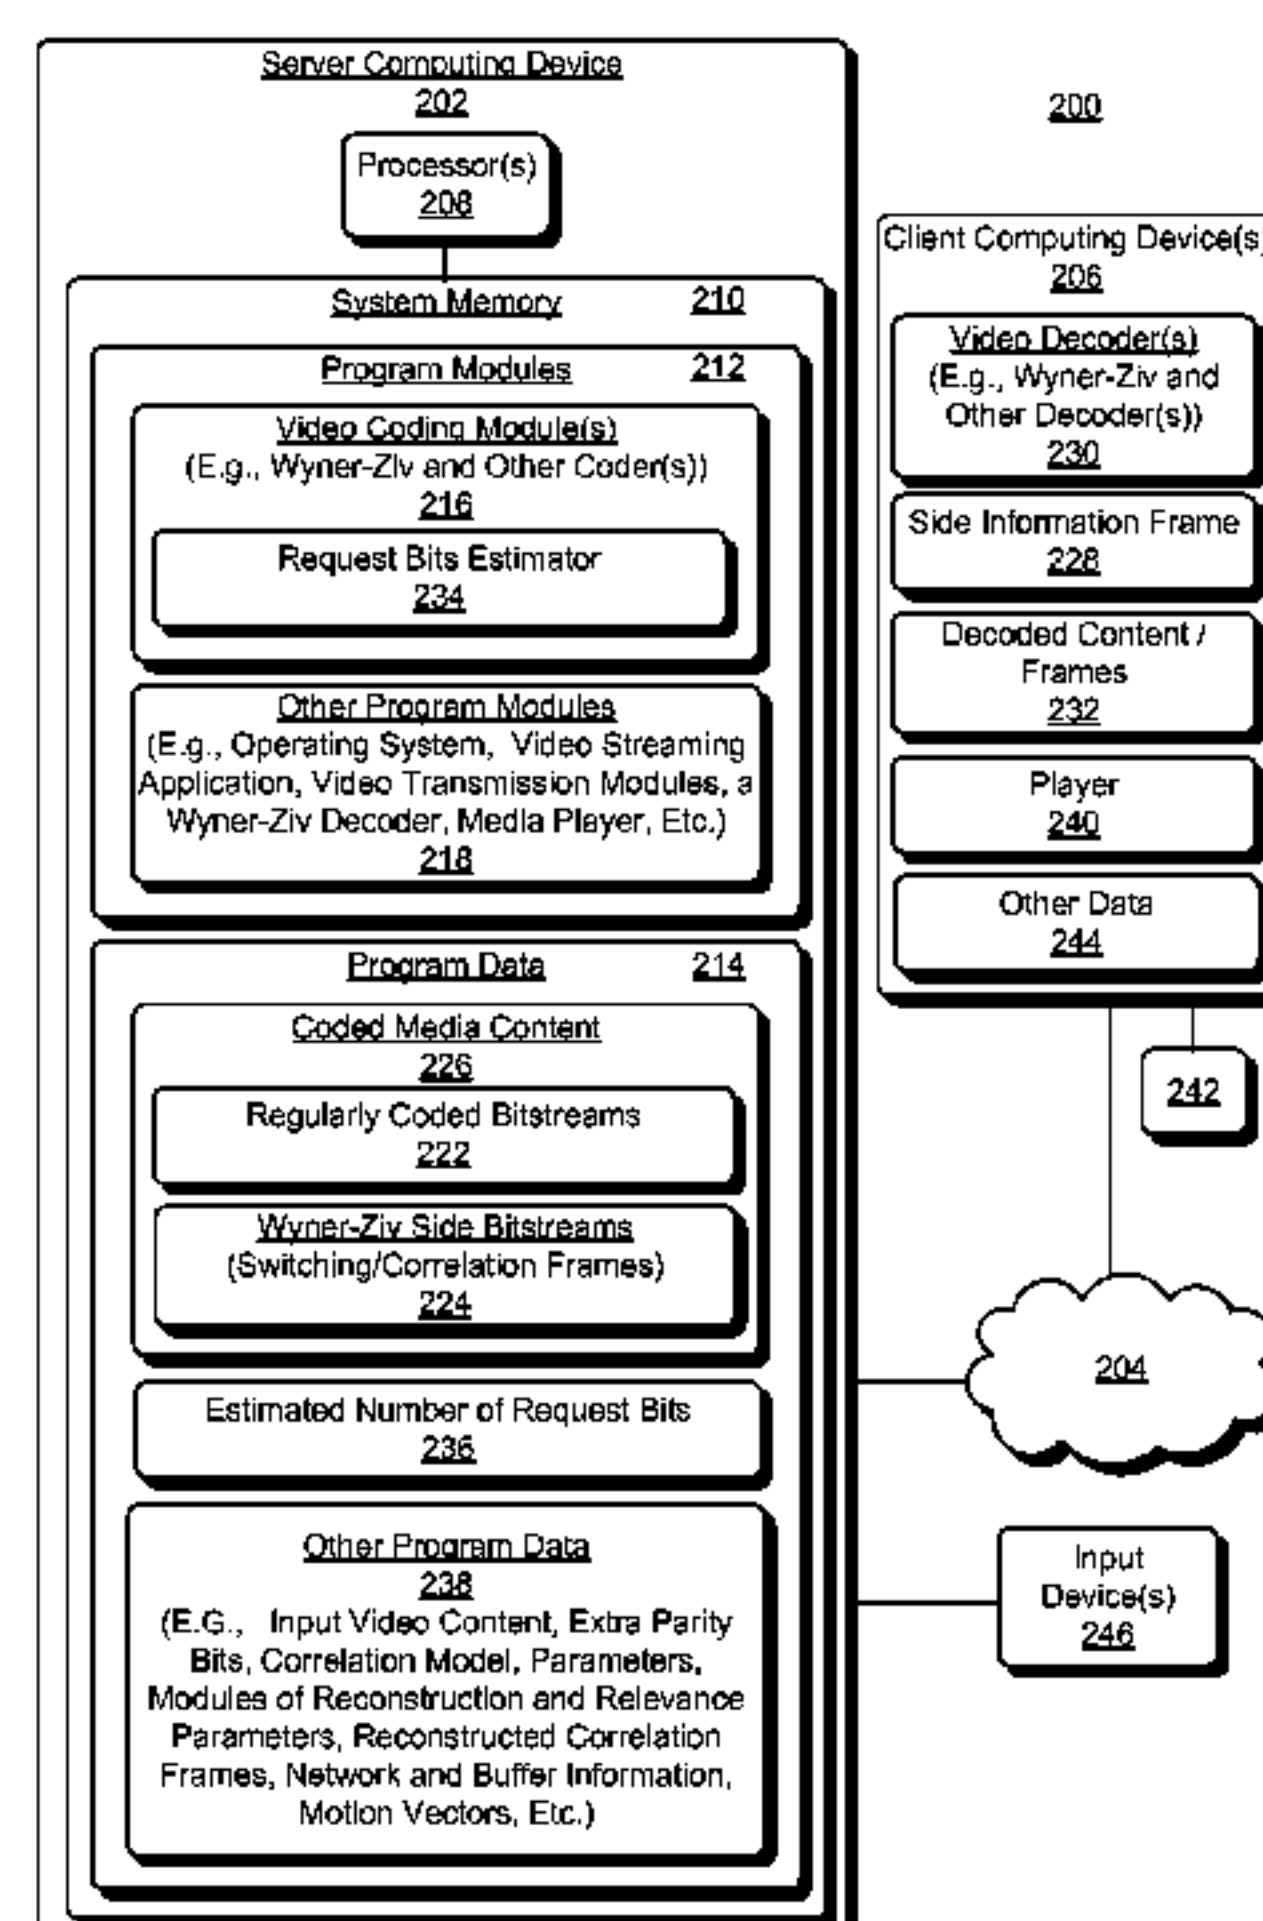 Server Computing Device
202
Processor(s)
208
System Memory 210
Program Modules 212
Video Coding Module(s)
(E.g., Wyner-Ziv and Other Coder(s))
216
Request Bits Estimator
234
Other Program Modules
(E.g., Operating System, Video Streaming
Application, Video Transmission Modules, a
Wyner-Ziv Decoder, Media Player, Etc.)
218
Program Data 214
Coded Media Content
226
Regularly Coded Bitstreams
222
Wyner-Ziv Side Bitstreams
(Switching/Correlation Frames)
224
Estimated Number of Request Bits
236
Other Program Data
238
(E.G., Input Video Content, Extra Parity
Bits, Correlation Model, Parameters,
Modules of Reconstruction and Relevance
Parameters, Reconstructed Correlation
Frames, Network and Buffer Information,
Motion Vectors, Etc.)
200
Client Computing Device(s)
206
Video Decoder(s)
(E.g., Wyner-Ziv and
Other Decoder(s))
230
Side Information Frame
228
Decoded Content /
Frames
232
Player
240
Other Data
244
242
204
Input
Device(s)
246